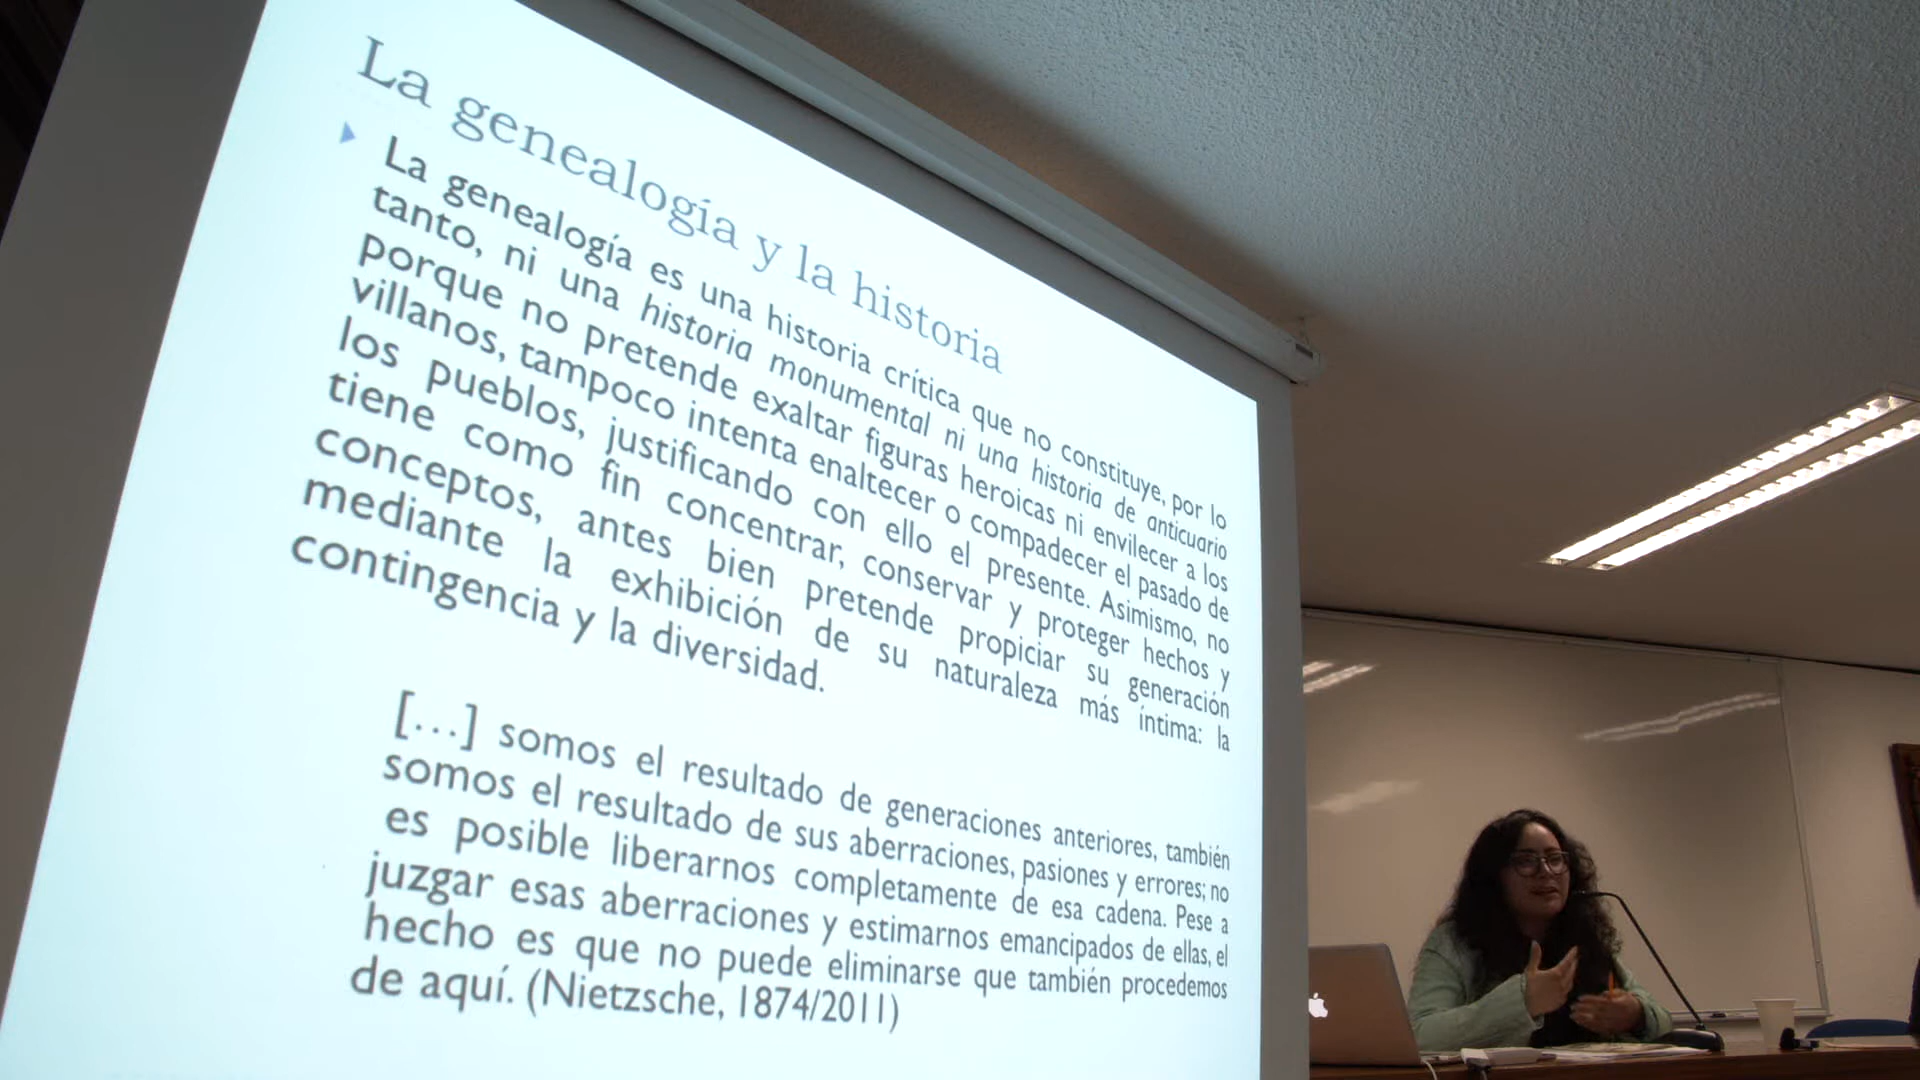 La genealogía y la historia
La genealogía es una historia crítica que no constituye, por lo
tanto, ni una historia monumental ni una historia de anticuario
porque no pretende exaltar figuras heroicas ni envilecer a los
villanos, tampoco intenta enaltecer o compadecer el pasado de
los pueblos, justificando con ello el presente. Asimismo, no
tiene como fin concentrar, conservar y proteger hechos y
conceptos, antes bien pretende propiciar su generación
mediante la exhibición de su naturaleza más íntima: la
contingencia y la diversidad.
[…] somos el resultado de generaciones anteriores, también
somos el resultado de sus aberraciones, pasiones y errores; no
es posible liberarnos completamente de esa cadena. Pese a
juzgar esas aberraciones y estimarnos emancipados de ellas, el
hecho es que no puede eliminarse que también procedemos
de aquí. (Nietzsche, 1874/2011)